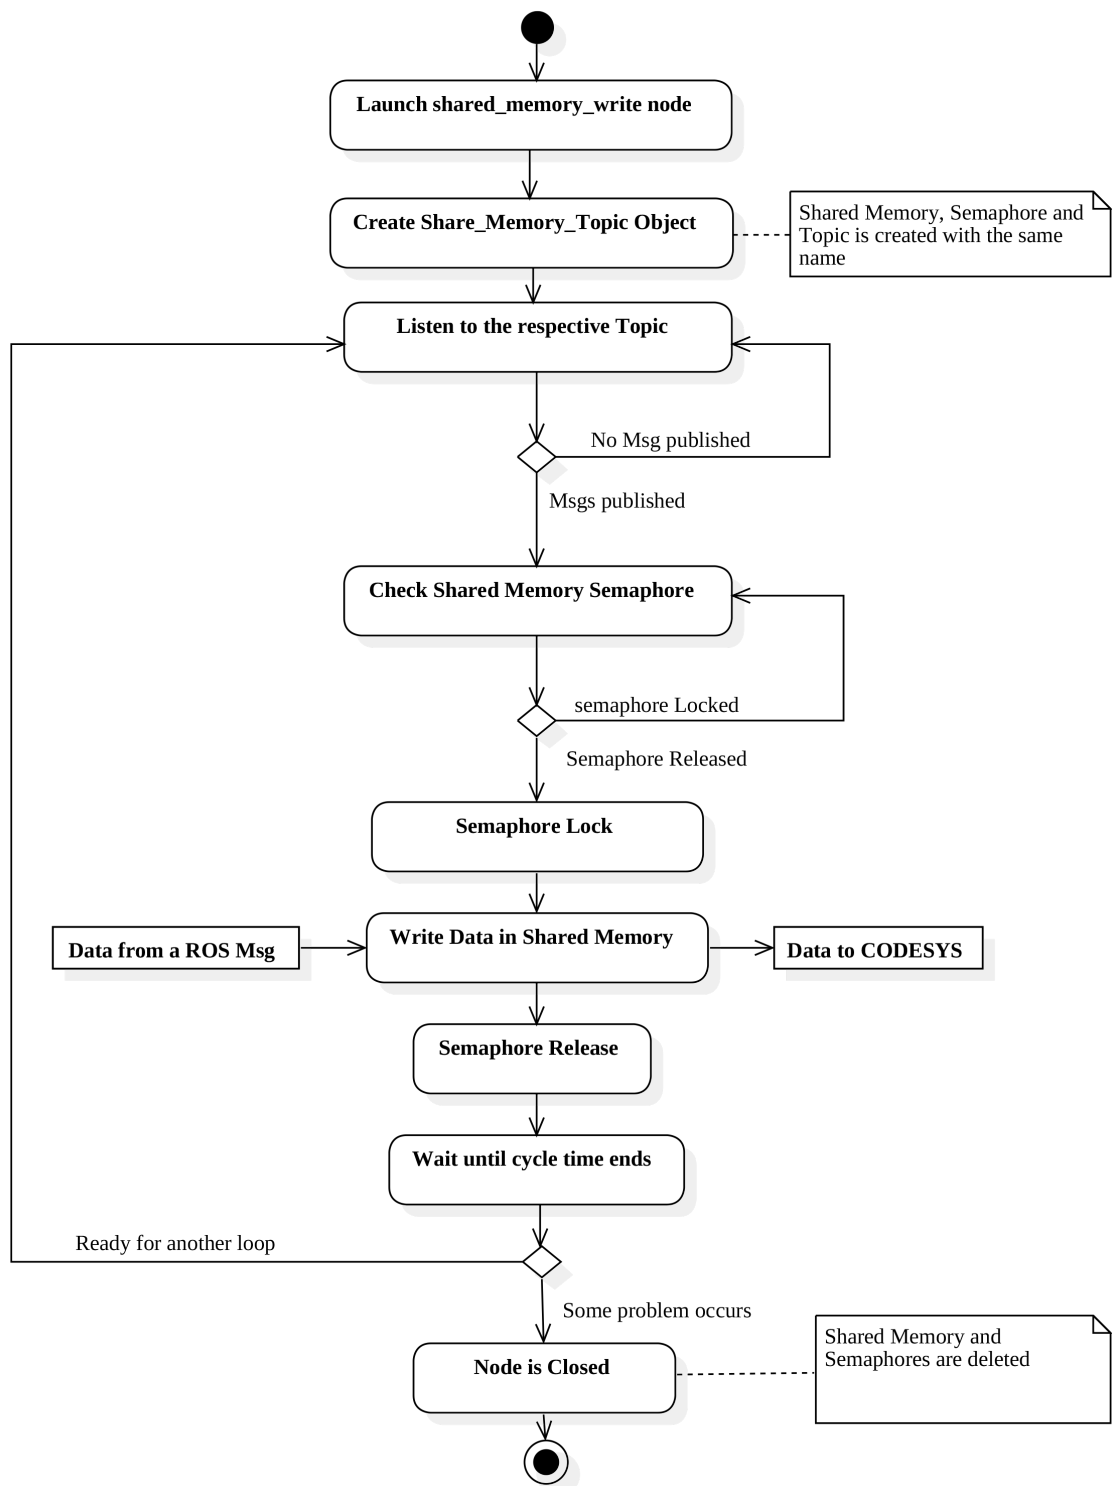 Launch shared_memory_write node
Create Share_Memory_Topic Object
Shared Memory, Semaphore and
Topic is created with the same
name
Listen to the respective Topic
No Msg published
Msgs published
Check Shared Memory Semaphore
semaphore Locked
Semaphore Released
Semaphore Lock
Data from a ROS Msg
Write Data in Shared Memory
Data to CODESYS
Semaphore Release
Wait until cycle time ends
Ready for another loop
Some problem occurs
Shared Memory and
Semaphores are deleted
Node is Closed